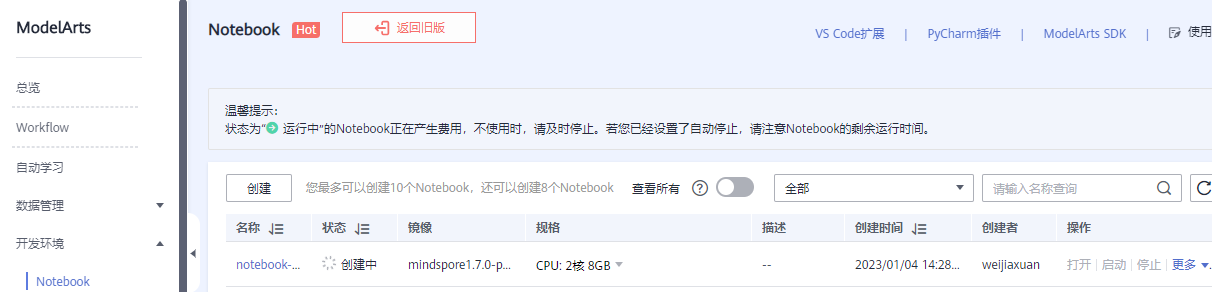 ModelArts
总览
Workflow
自动学习
数据管理
开发环境
Notebook
Notebook Hot 返回旧版
VS Code扩展 | PyCharm插件 | ModelArts SDK | 使用
温馨提示：
状态为“运行中”的Notebook正在产生费用，不使用时，请及时停止。若您已经设置了自动停止，请注意Notebook的剩余运行时间。
创建 您最多可以创建10个Notebook，还可以创建8个Notebook 查看所有 ? 全部 请输入名称查询
名称 状态 镜像 规格 描述 创建时间 创建者 操作
notebook-... 创建中 mindspore1.7.0-p... CPU: 2核 8GB -- 2023/01/04 14:28... weijiaxuan 打开 | 启动 | 停止 | 更多